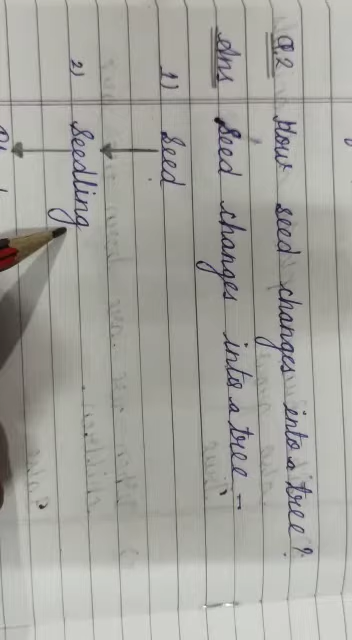 Q.2 How seed changes into a tree?
Ans Seed changes into a tree -
1) Seed
2) Seedling